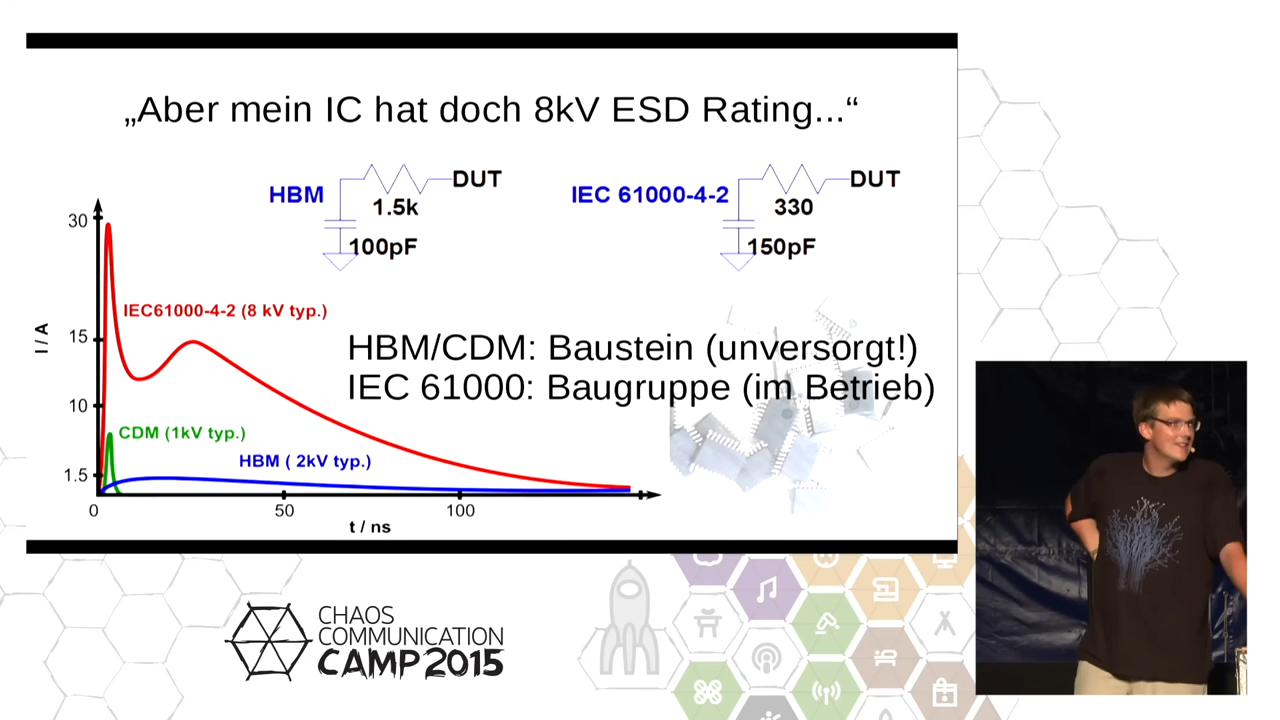 „Aber mein IC hat doch 8kV ESD Rating...“
HBM
DUT
1.5k
100pF
IEC 61000-4-2
DUT
330
150pF
30
15
10
1.5
I / A
IEC61000-4-2 (8 kV typ.)
CDM (1kV typ.)
HBM ( 2kV typ.)
0
50
100
t / ns
HBM/CDM: Baustein (unversorgt!)
IEC 61000: Baugruppe (im Betrieb)
CHAOS
COMMUNICATION
CAMP 2015